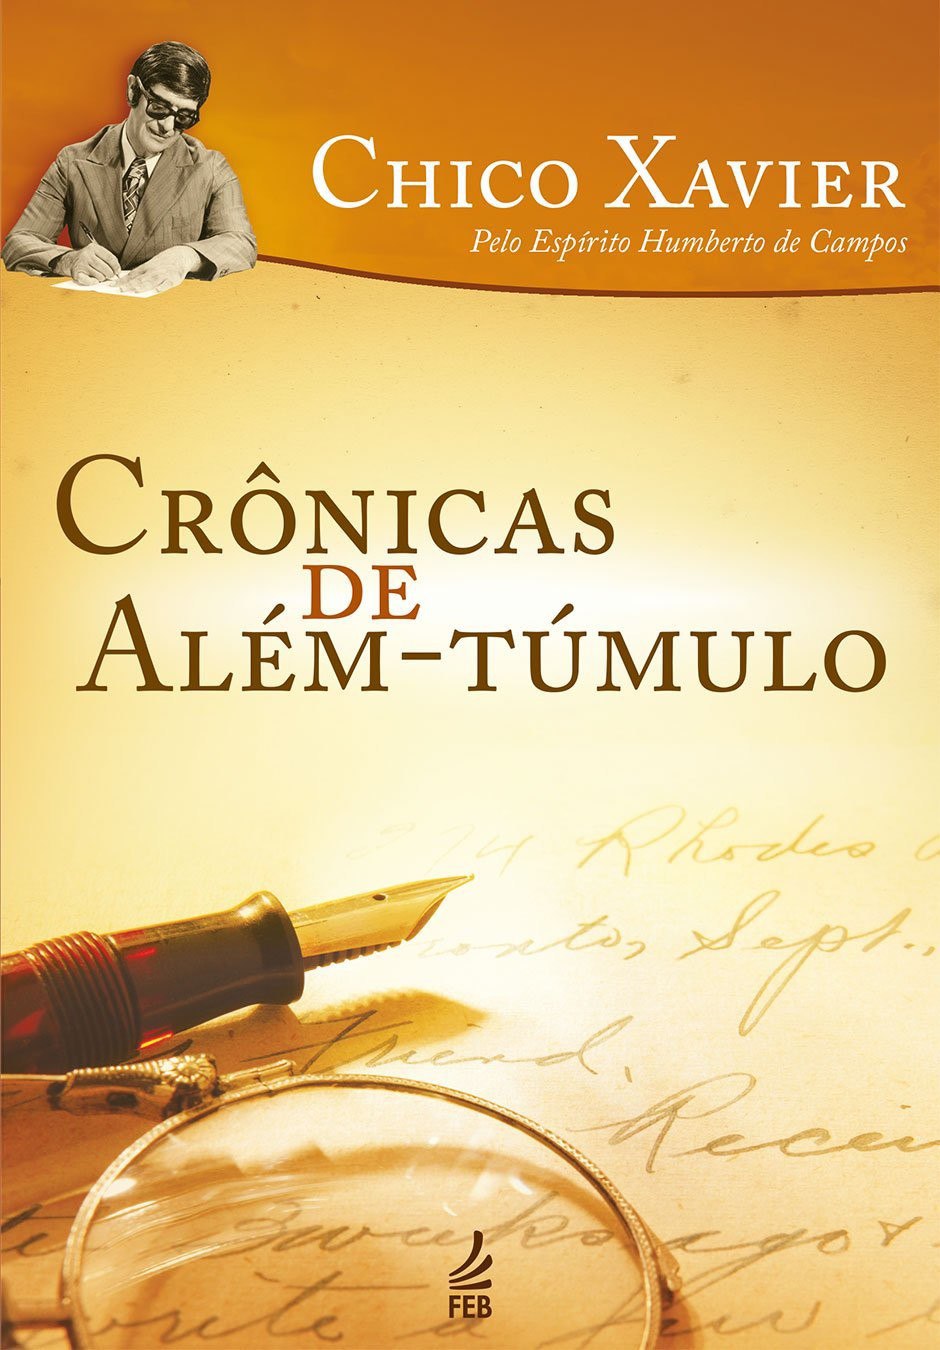 Chico Xavier
Pelo Espírito Humberto de Campos
Crônicas
de
Além-túmulo
Rhodes
Sept.,
friend,
FEB